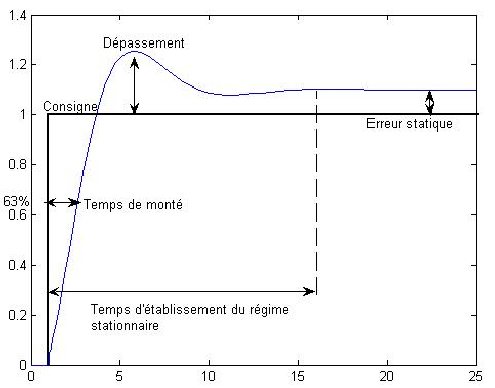 1.4
Dépassement
1.2
Consigne
1
Erreur statique
0.8
63%
Temps de monté
0.6
0.4
Temps d'établissement du régime
stationnaire
0.2
0
0 5 10 15 20 25